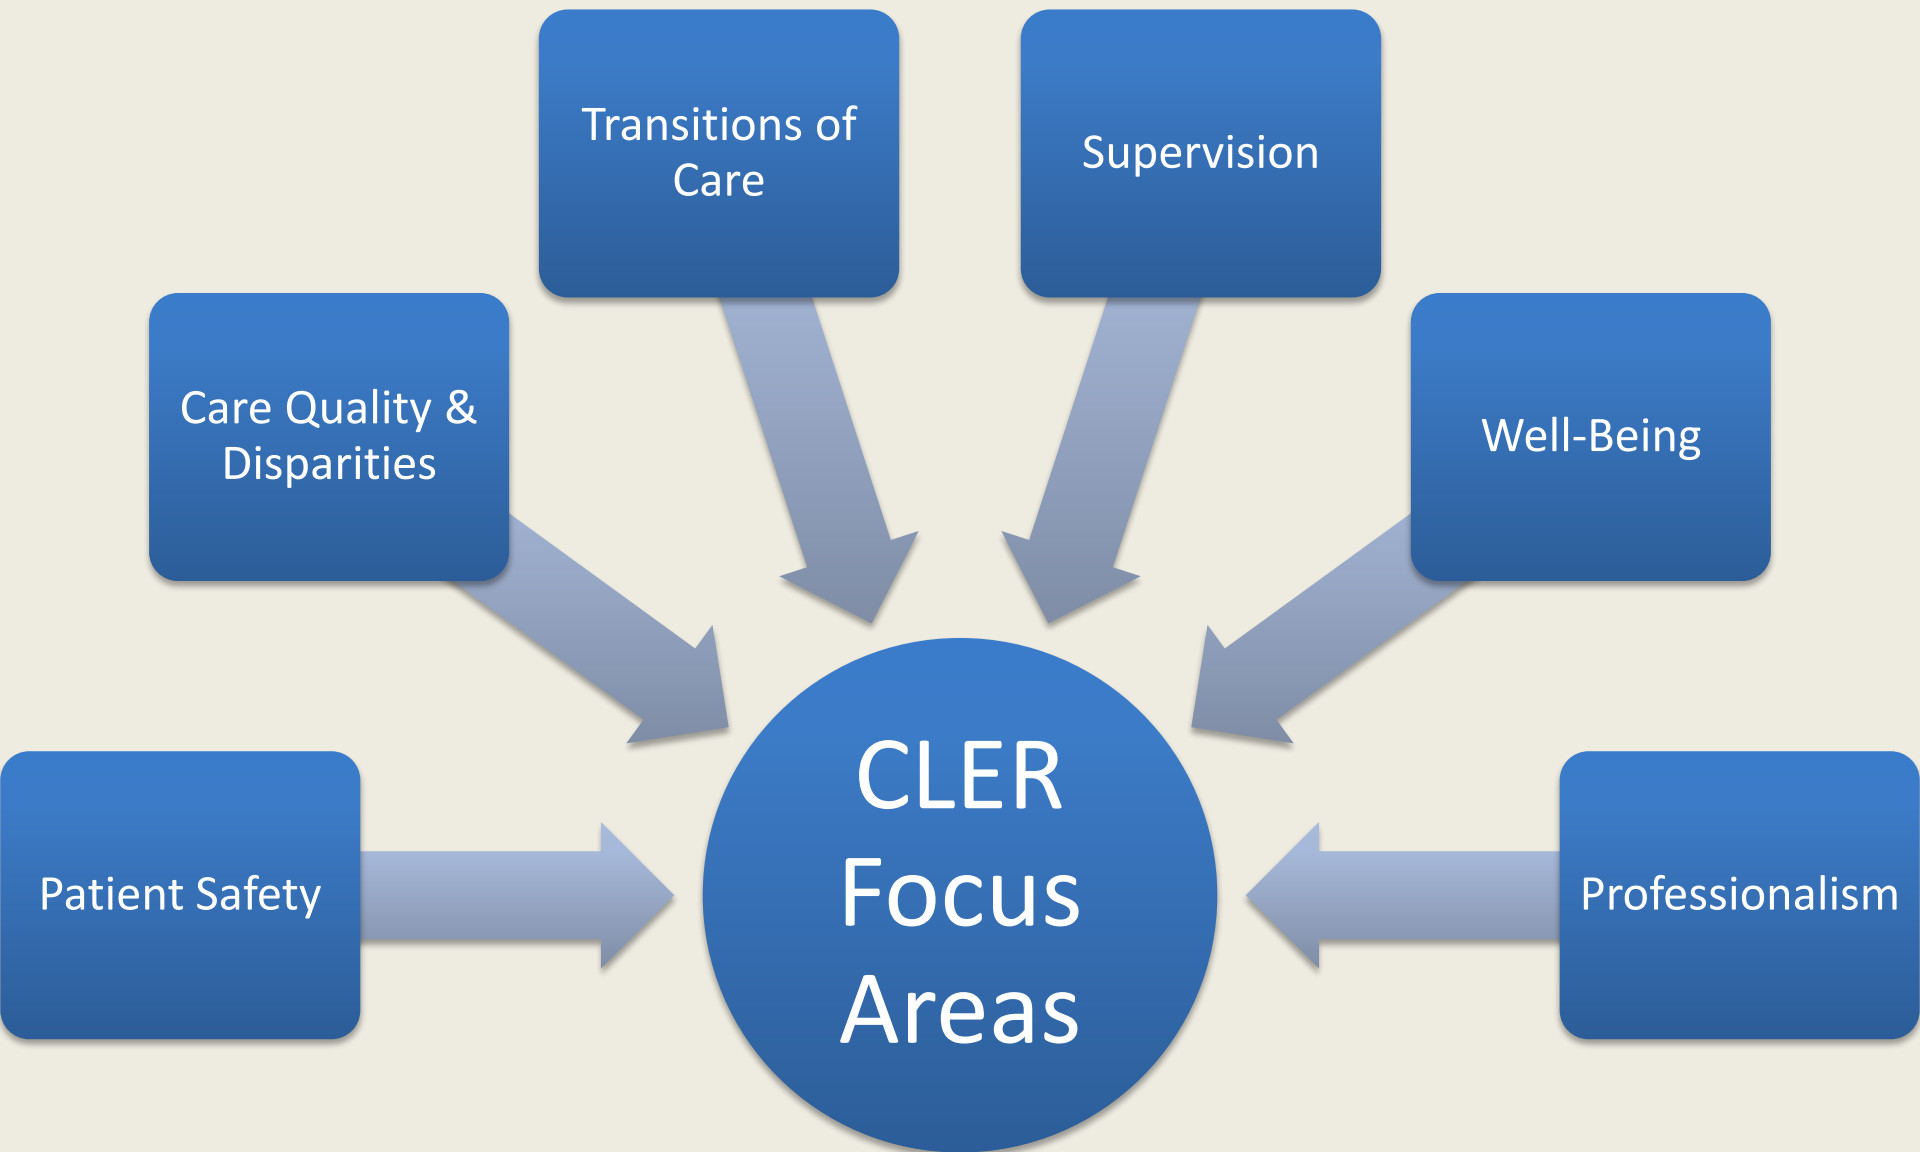 Transitions of
Care
Supervision
Care Quality &
Disparities
Well-Being
Patient Safety
CLER
Focus
Areas
Professionalism